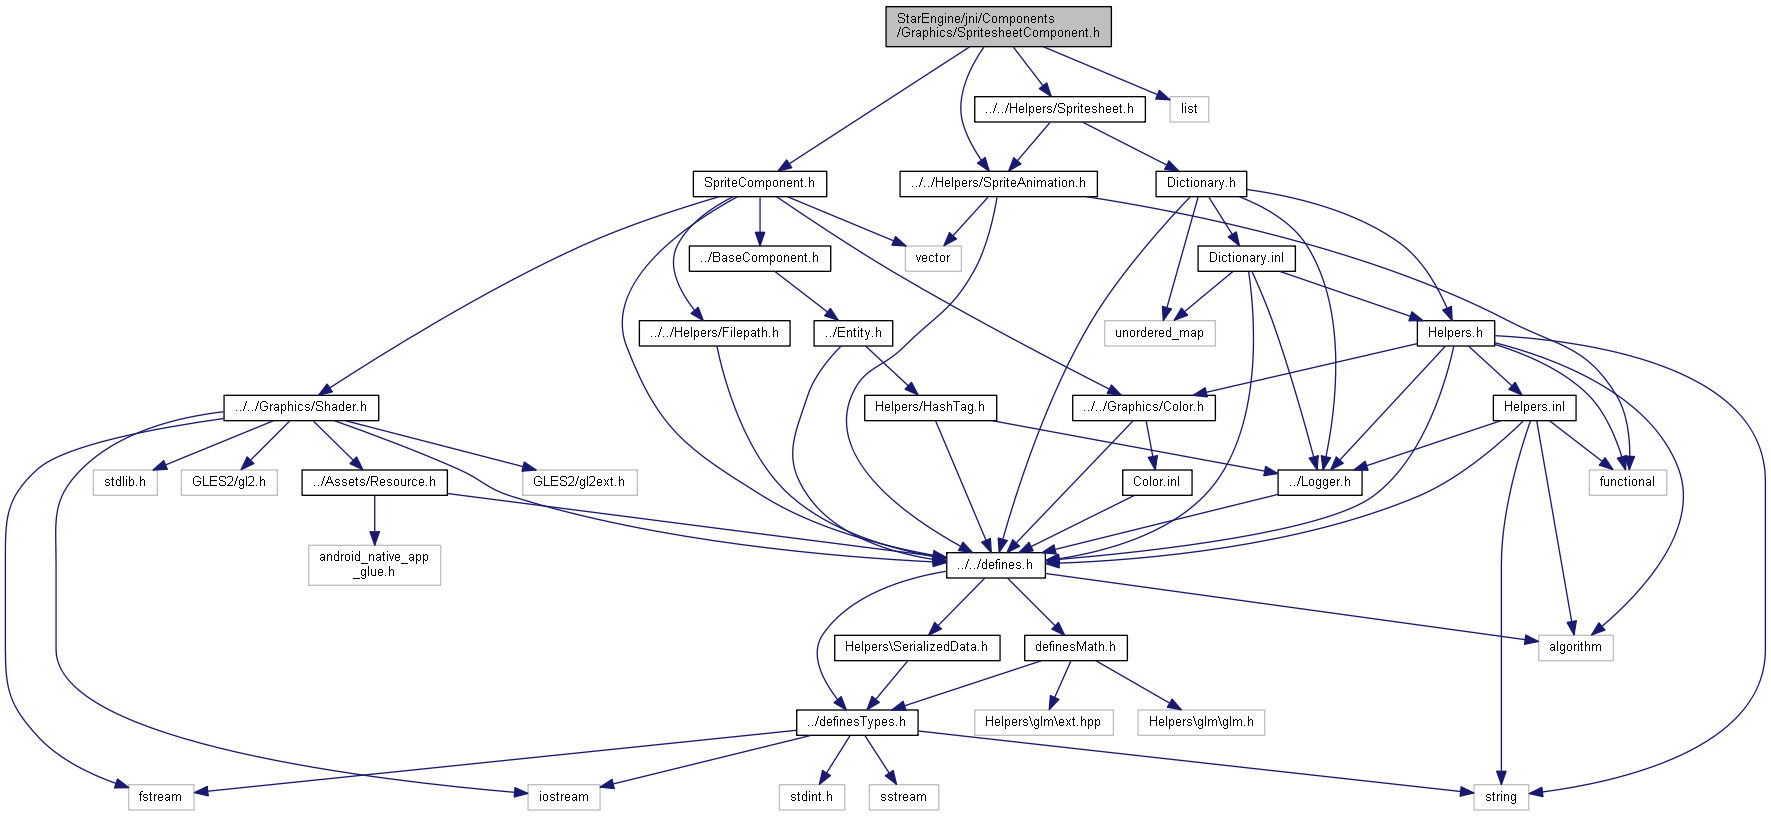 StarEngine/jni/Components
/Graphics/SpritesheetComponent.h
../../Helpers/Spritesheet.h
list
SpriteComponent.h
../../Helpers/SpriteAnimation.h
Dictionary.h
../BaseComponent.h
vector
Dictionary.inl
../../Helpers/Filepath.h
../Entity.h
unordered_map
Helpers.h
../../Graphics/Shader.h
Helpers/HashTag.h
../../Graphics/Color.h
Helpers.inl
stdlib.h
GLES2/gl2.h
../Assets/Resource.h
GLES2/gl2ext.h
Color.inl
../Logger.h
functional
android_native_app
_glue.h
../../defines.h
Helpers\SerializedData.h
definesMath.h
algorithm
../definesTypes.h
Helpers\glm\ext.hpp
Helpers\glm\glm.h
fstream
iostream
stdint.h
sstream
string